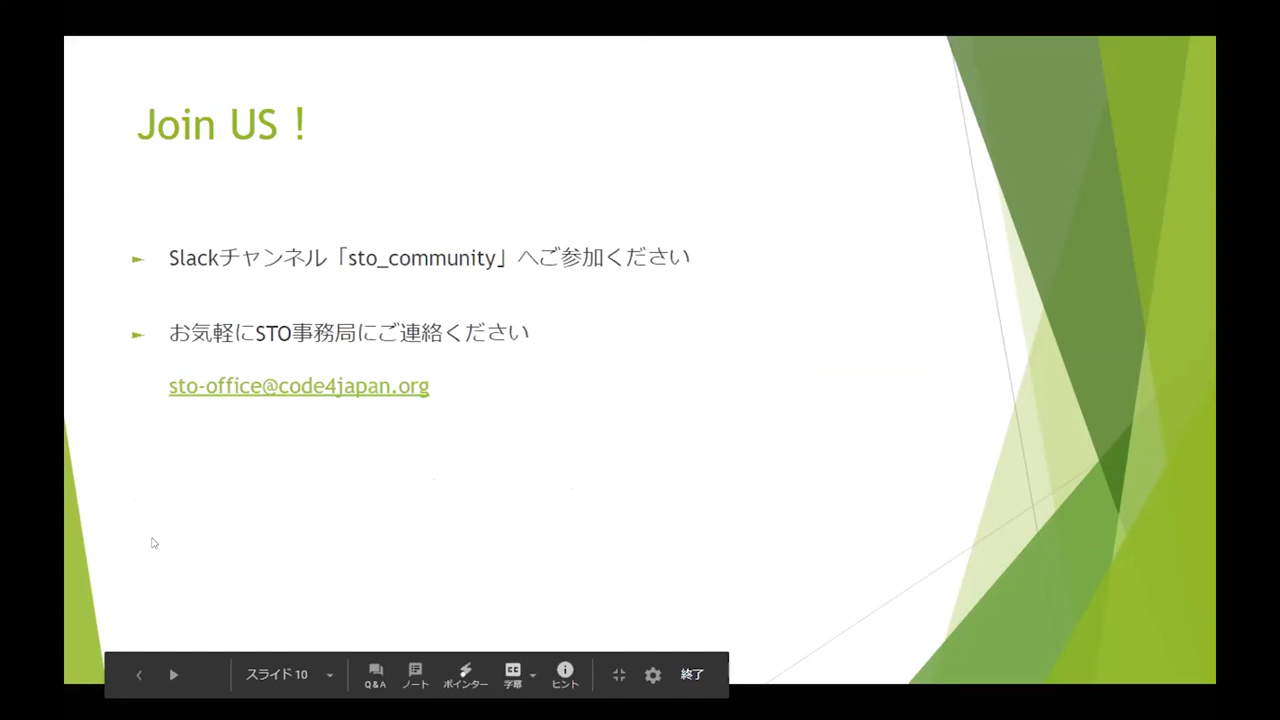 Join US！
► Slackチャンネル「sto_community」へご参加ください
► お気軽にSTO事務局にご連絡ください
sto-office@code4japan.org
スライド 10
Q&A ノート ポインター 字幕 ヒント 終了